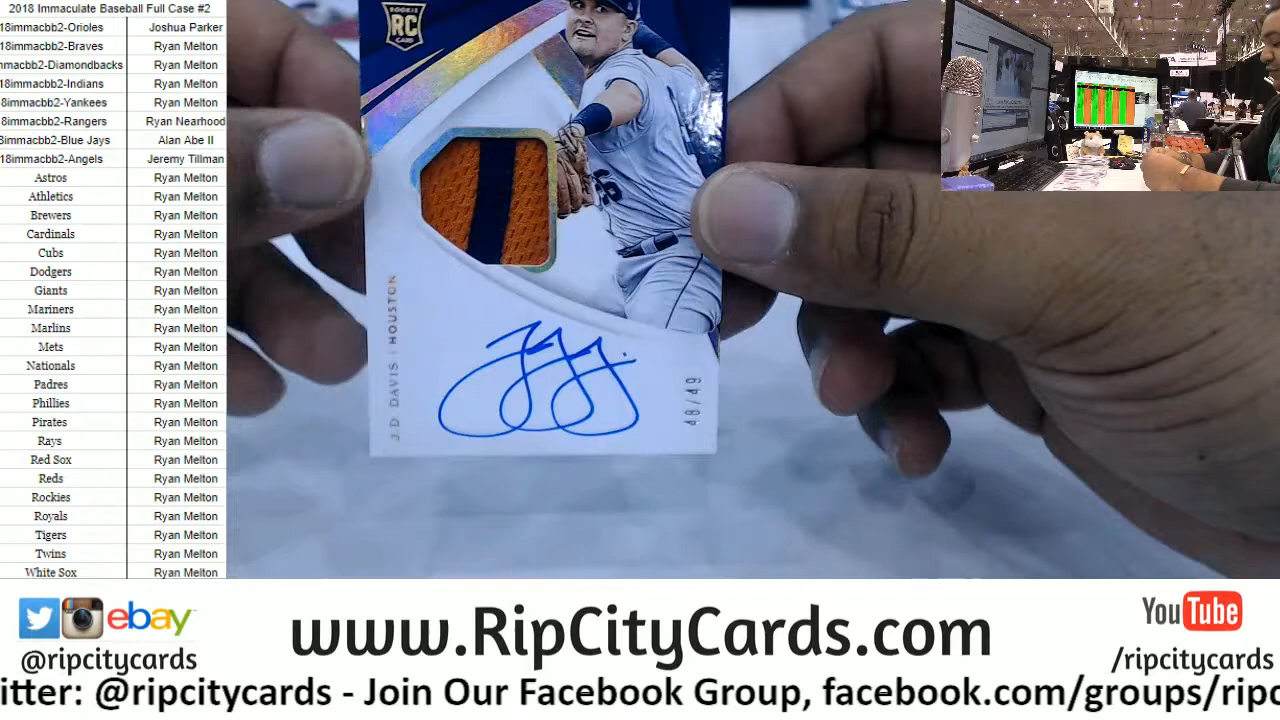 2018 Immaculate Baseball Full Case #2
18immacbb2-Orioles Joshua Parker
18immacbb2-Braves Ryan Melton
nmacbb2-Diamondbacks Ryan Melton
18immacbb2-Indians Ryan Melton
8immacbb2-Yankees Ryan Melton
18immacbb2-Rangers Ryan Nearhood
8immacbb2-Blue Jays Alan Abe II
18immacbb2-Angels Jeremy Tillman
Astros Ryan Melton
Athletics Ryan Melton
Brewers Ryan Melton
Cardinals Ryan Melton
Cubs Ryan Melton
Dodgers Ryan Melton
Giants Ryan Melton
Mariners Ryan Melton
Marlins Ryan Melton
Mets Ryan Melton
Nationals Ryan Melton
Padres Ryan Melton
Phillies Ryan Melton
Pirates Ryan Melton
Rays Ryan Melton
Red Sox Ryan Melton
Reds Ryan Melton
Rockies Ryan Melton
Royals Ryan Melton
Tigers Ryan Melton
Twins Ryan Melton
White Sox Ryan Melton
ROOKIE
RC
CARD
26
J.D. DAVIS | HOUSTON
48/49
ebay
@ripcitycards
www.RipCityCards.com
YouTube
/ripcitycards
itter: @ripcitycards - Join Our Facebook Group, facebook.com/groups/ripc